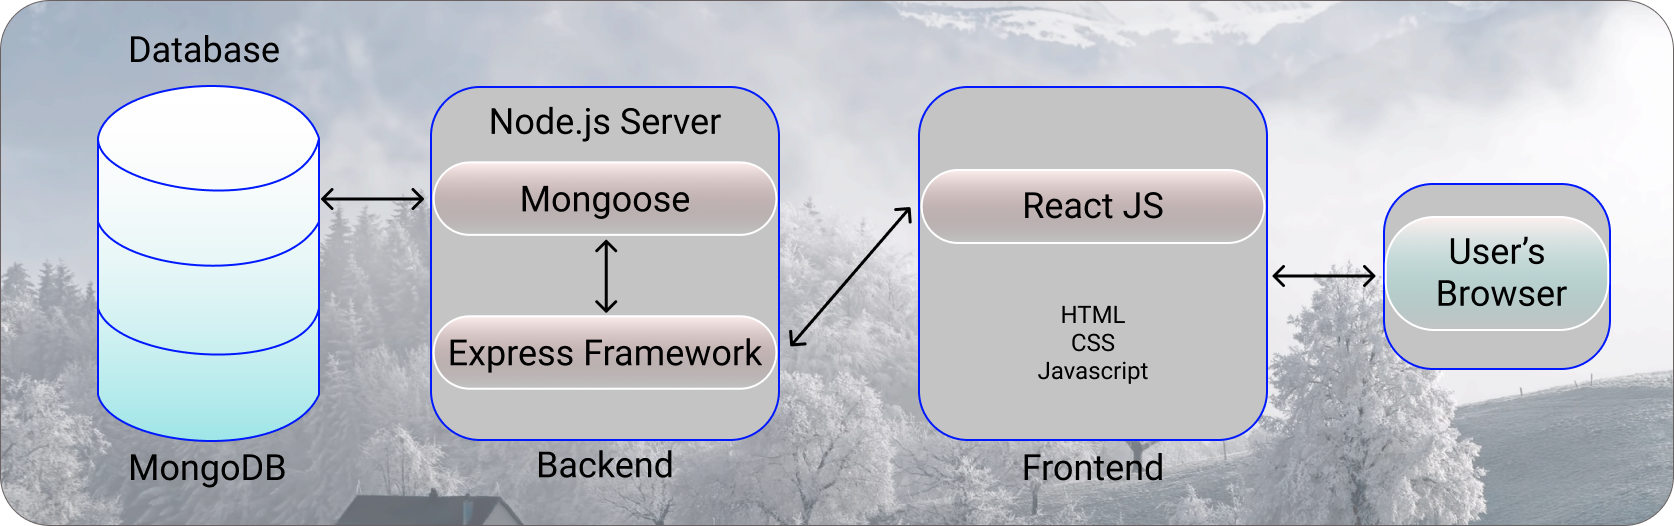 Database
MongoDB
Node.js Server
Mongoose
Express Framework
Backend
React JS
HTML
CSS
Javascript
Frontend
User’s
Browser